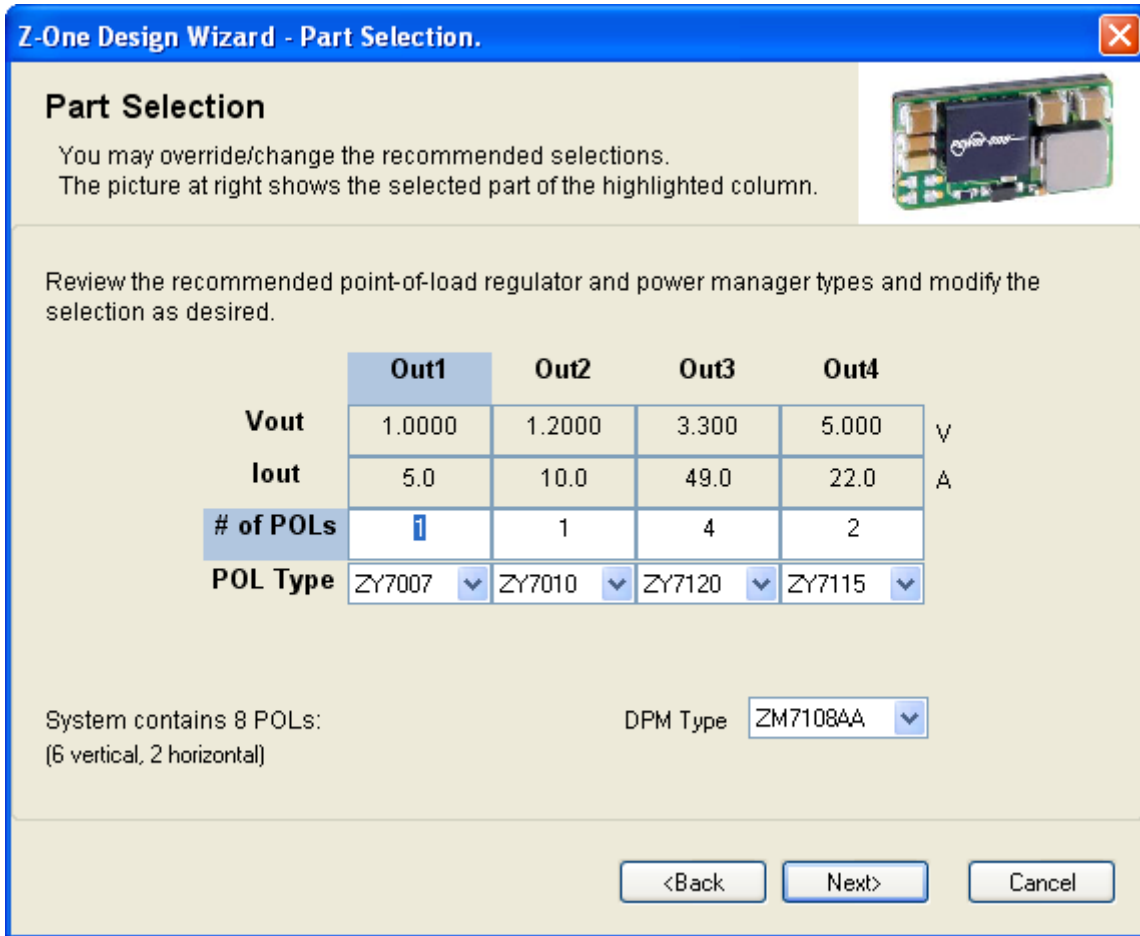 Z-One Design Wizard - Part Selection.
Part Selection
You may override/change the recommended selections.
The picture at right shows the selected part of the highlighted column.
power-one
Review the recommended point-of-load regulator and power manager types and modify the
selection as desired.
Out1 Out2 Out3 Out4
Vout 1.0000 1.2000 3.300 5.000 V
Iout 5.0 10.0 49.0 22.0 A
# of POLs 1 1 4 2
POL Type ZY7007 ZY7010 ZY7120 ZY7115
System contains 8 POLs: DPM Type ZM7108AA
(6 vertical, 2 horizontal)
<Back Next> Cancel